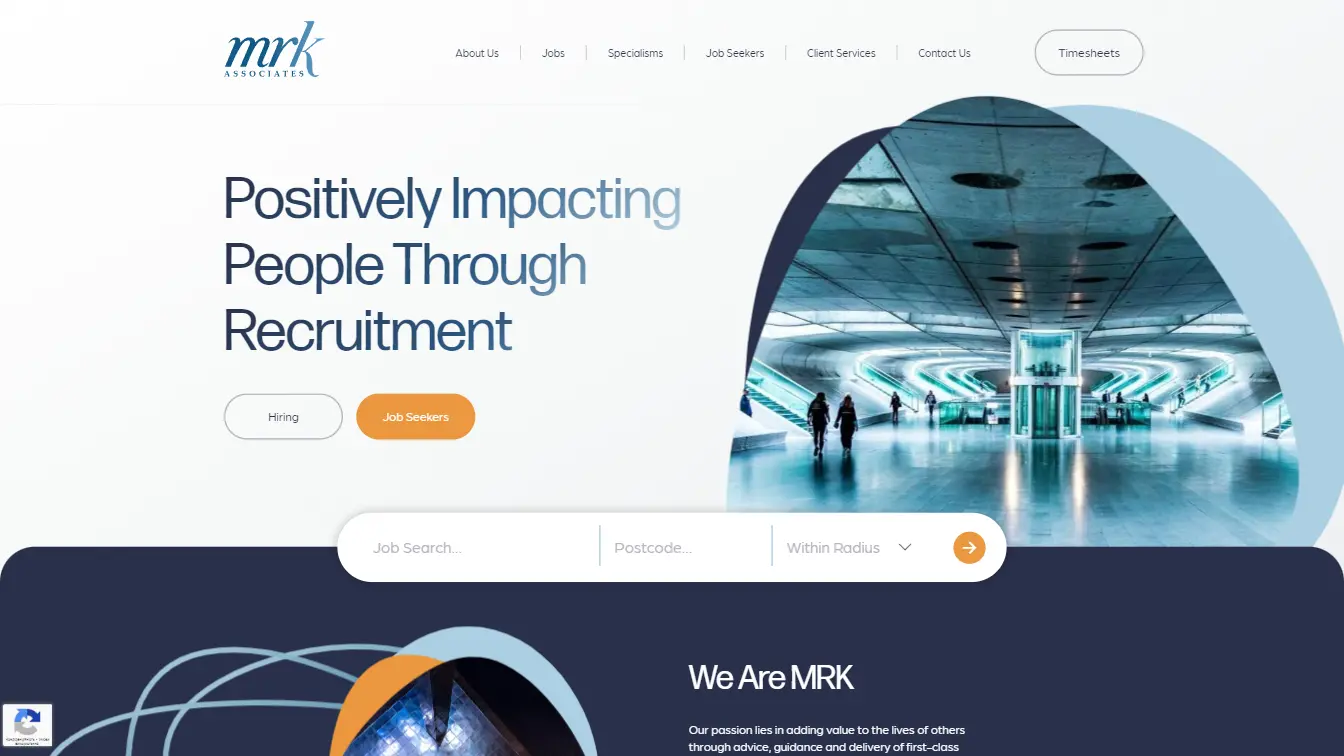 mrk
ASSOCIATES
About Us
Jobs
Specialisms
Job Seekers
Client Services
Contact Us
Timesheets
Positively Impacting
People Through
Recruitment
Hiring
Job Seekers
Job Search...
Postcode...
Within Radius
We Are MRK
Our passion lies in adding value to the lives of others
through advice, guidance and delivery of first-class